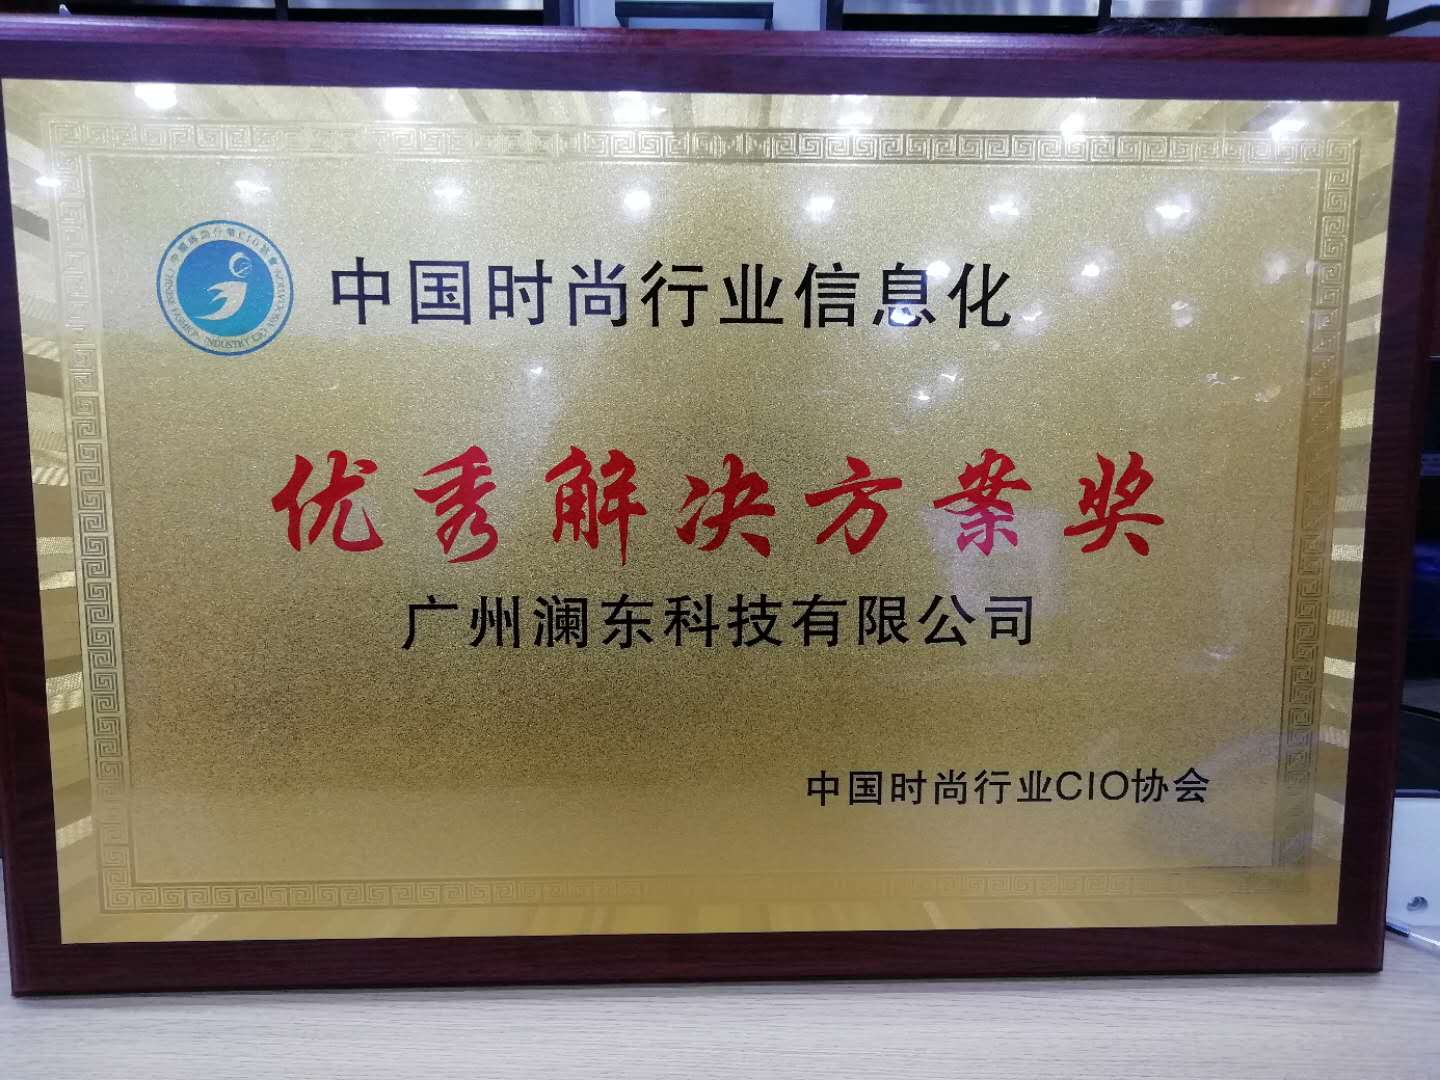 中国时尚行业信息化
优秀解决方案奖
广州澜东科技有限公司
中国时尚行业CIO协会